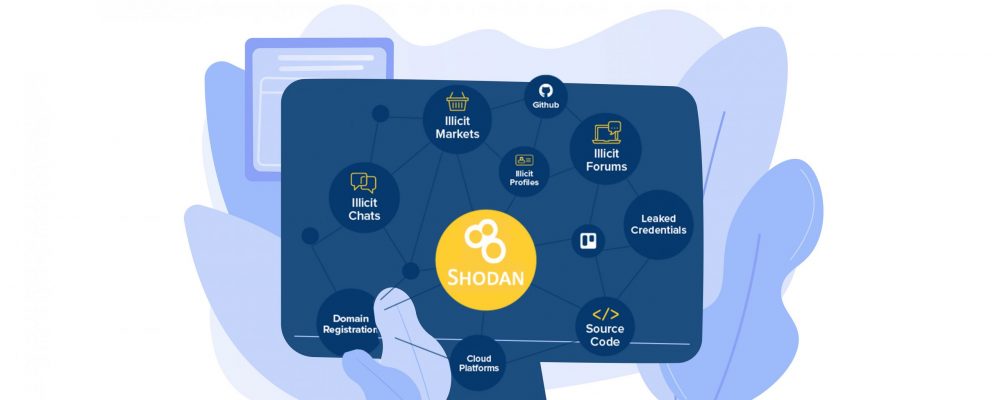 Illicit
Markets
Github
Illicit
Forums
Illicit
Profiles
Illicit
Chats
Leaked
Credentials
SHODAN
Domain
Registration
</>
Source
Code
Cloud
Platforms